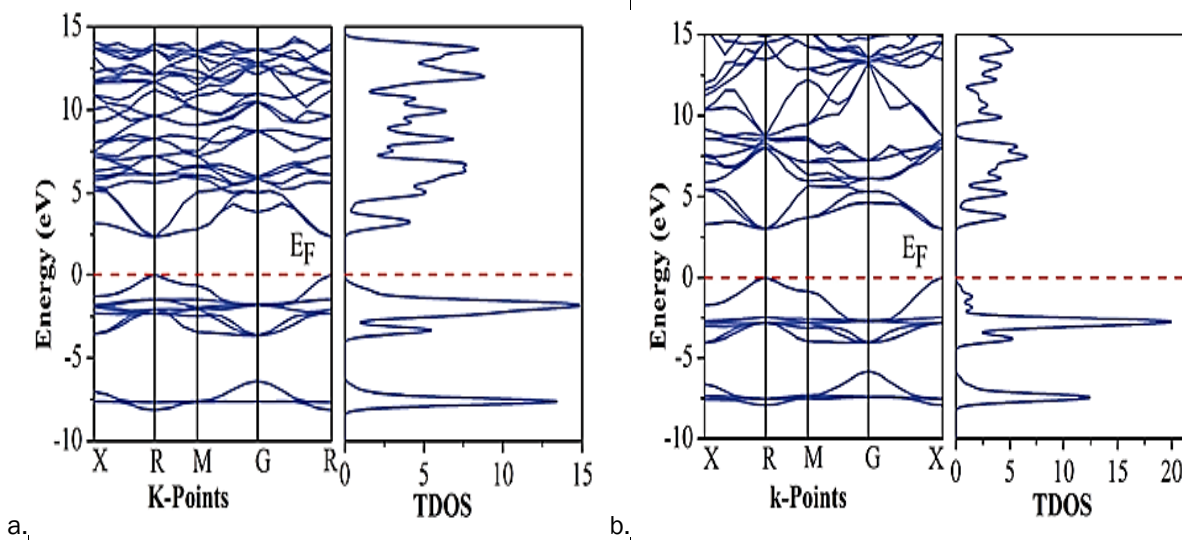 15
10
5
0
-5
-10
Energy (eV)
E_F
X R M G R
K-Points
0 5 10 15
TDOS
a.
15
10
5
0
-5
-10
Energy (eV)
E_F
X R M G X
k-Points
0 5 10 15 20
TDOS
b.